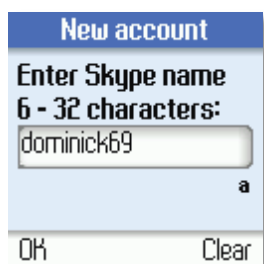 New account
Enter Skype name
6 - 32 characters:
dominick69
a
OK Clear